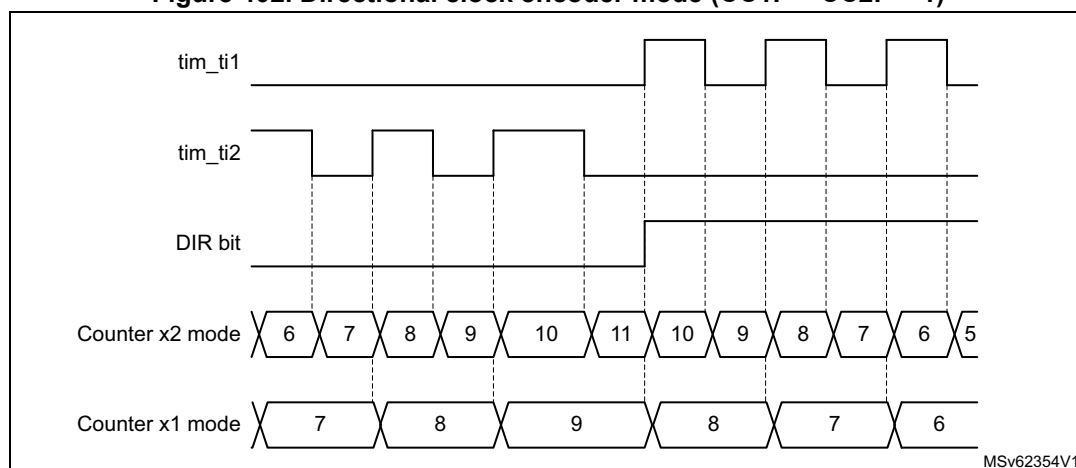 tim_ti1
tim_ti2
DIR bit
Counter x2 mode 6 7 8 9 10 11 10 9 8 7 6 5
Counter x1 mode 7 8 9 8 7 6
MSv62354V1